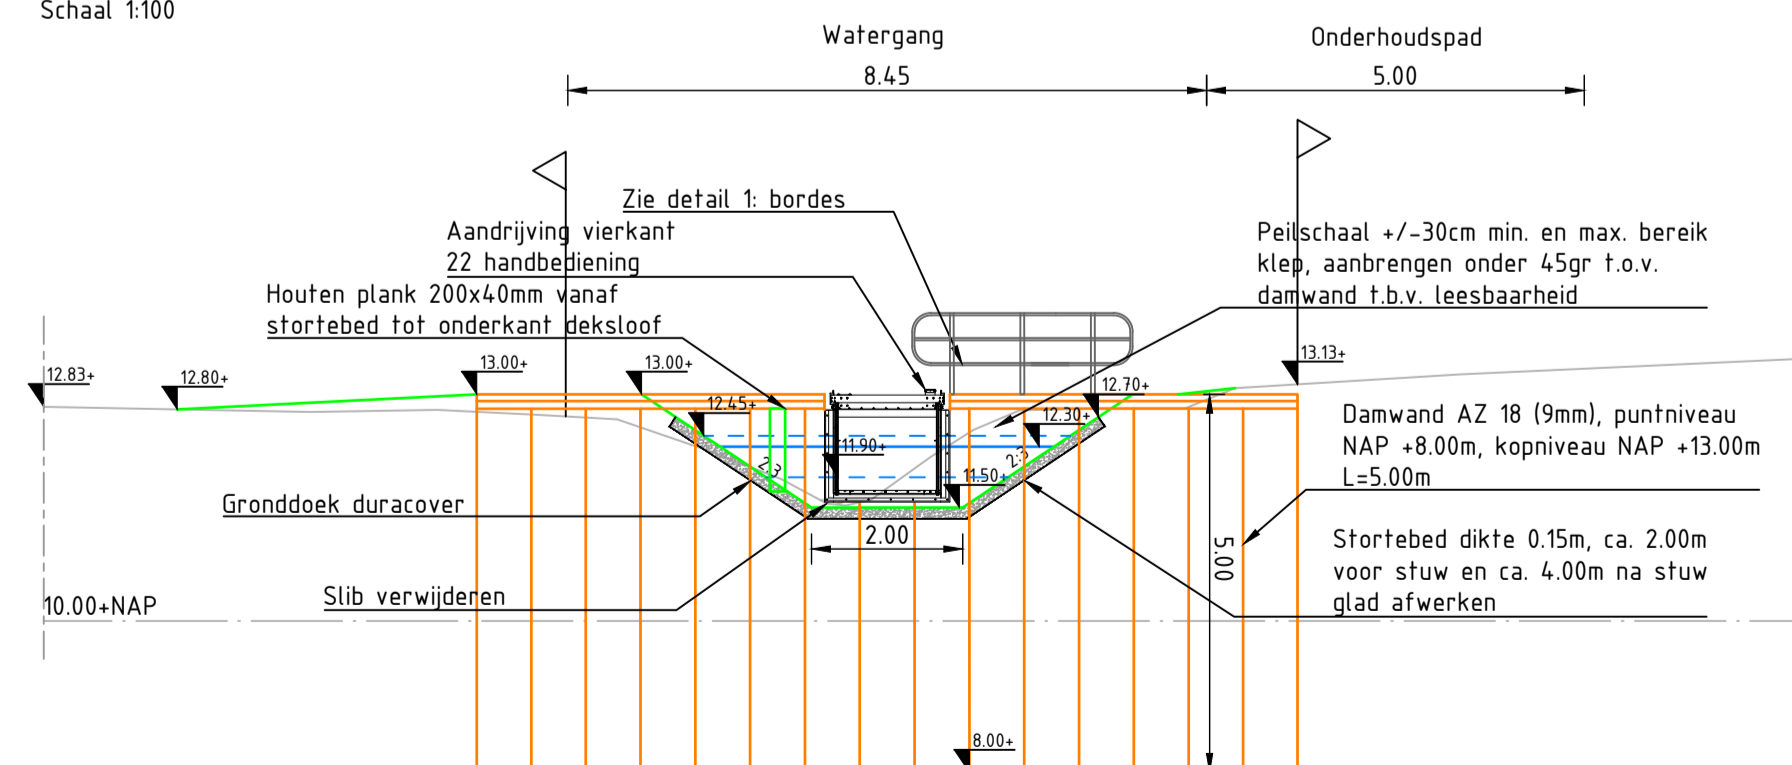 Schaal 1:100
Watergang
8.45
Onderhoudspad
5.00
Zie detail 1: bordes
Aandrijving vierkant
22 handbediening
Houten plank 200x40mm vanaf
stortebed tot onderkant deksloof
Peilschaal +/-30cm min. en max. bereik
klep, aanbrengen onder 45gr t.o.v.
damwand t.b.v. leesbaarheid
12.83+
12.80+
13.00+
13.00+
13.13+
12.70+
12.45+
12.30+
11.90+
11.50+
2:3
2:3
Damwand AZ 18 (9mm), puntniveau
NAP +8.00m, kopniveau NAP +13.00m
L=5.00m
Gronddoek duracover
2.00
5.00
Stortebed dikte 0.15m, ca. 2.00m
voor stuw en ca. 4.00m na stuw
glad afwerken
Slib verwijderen
10.00+NAP
8.00+